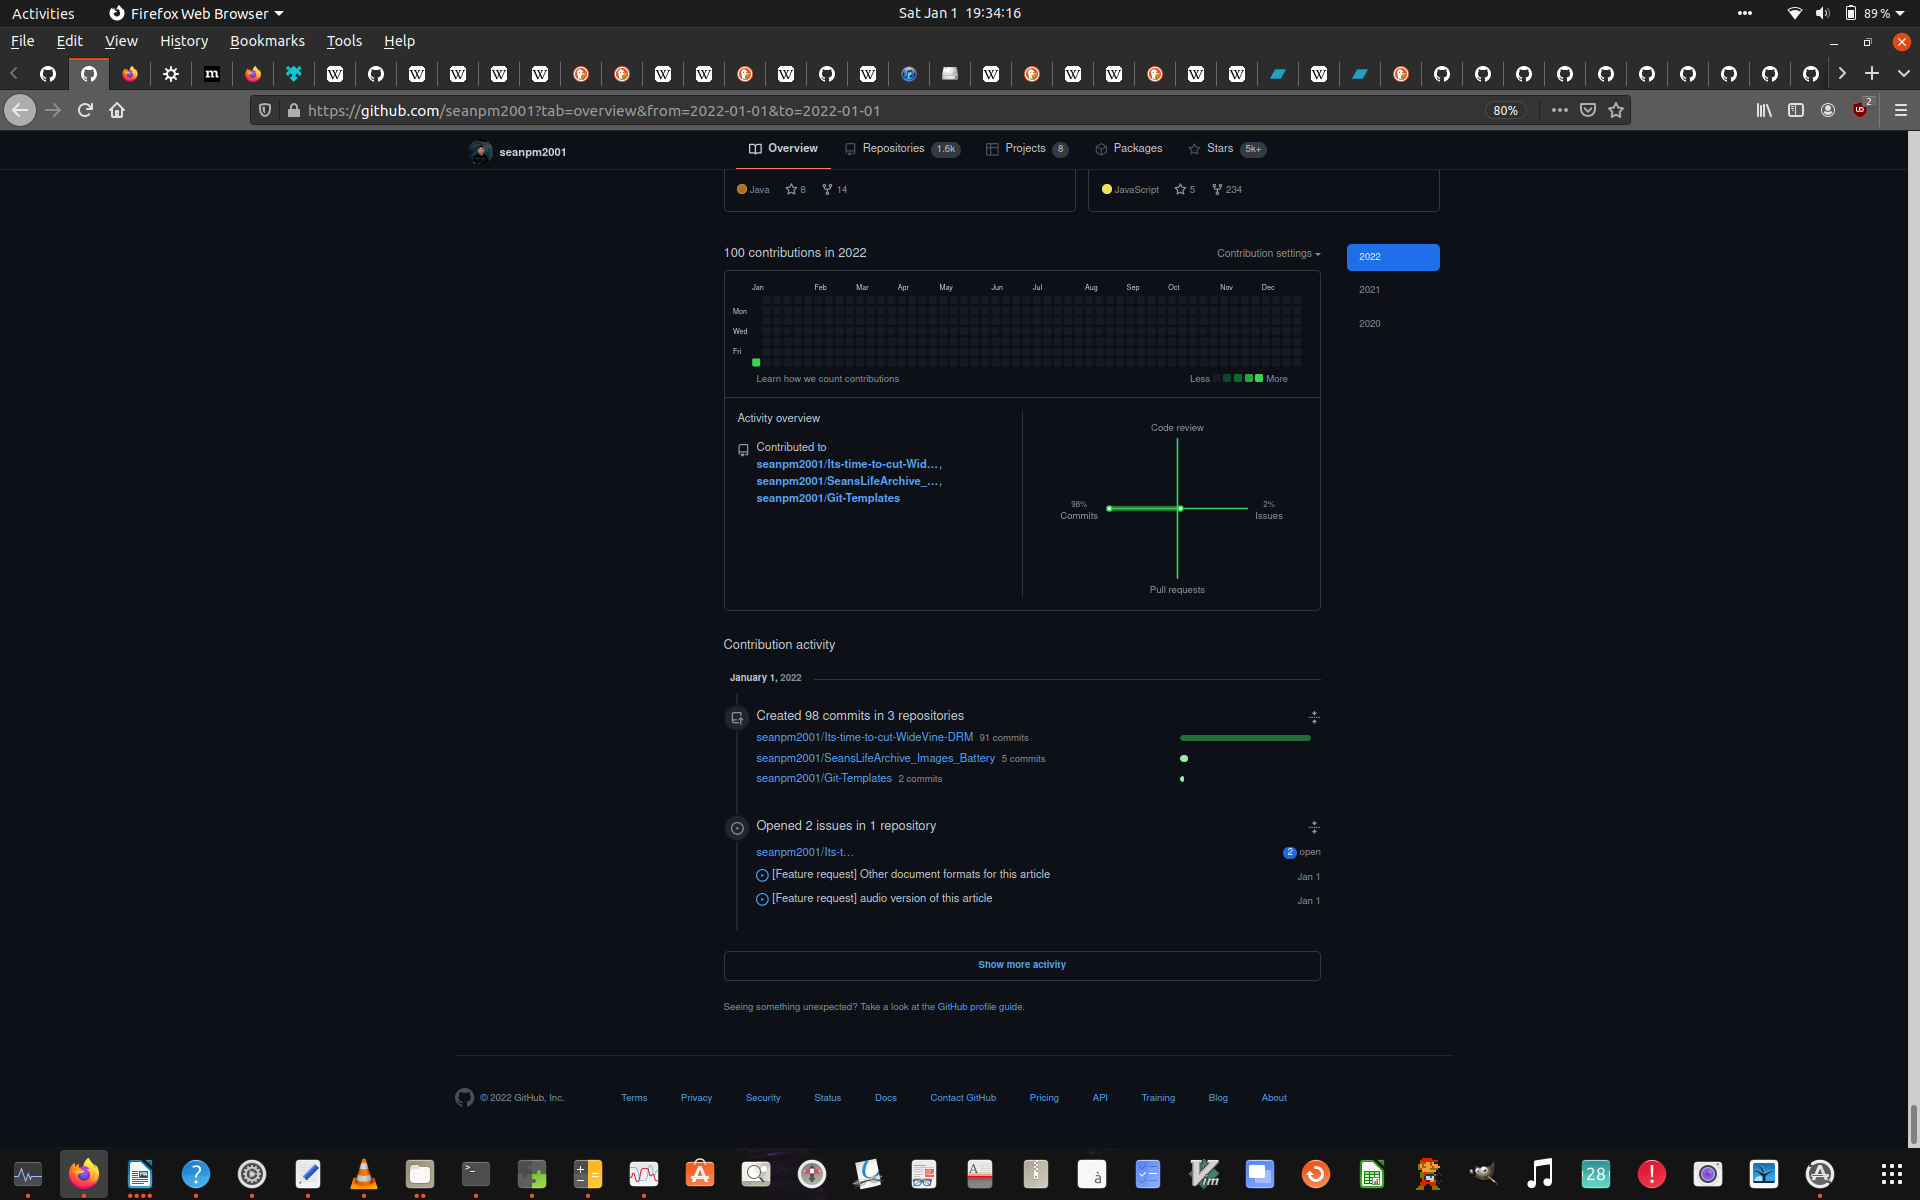 Activities
Firefox Web Browser
Sat Jan 1 19:34:16
89 %
File Edit View History Bookmarks Tools Help
https://github.com/seanpm2001?tab=overview&from=2022-01-01&to=2022-01-01
80%
2
seanpm2001
Overview
Repositories 1.6k
Projects 8
Packages
Stars 5k+
Java 8 14
JavaScript 5 234
100 contributions in 2022
Contribution settings
2022
2021
2020
Jan Feb Mar Apr May Jun Jul Aug Sep Oct Nov Dec
Mon
Wed
Fri
Learn how we count contributions
Less More
Activity overview
Contributed to
seanpm2001/Its-time-to-cut-Wid…,
seanpm2001/SeansLifeArchive_…,
seanpm2001/Git-Templates
Code review
98%
Commits
2%
Issues
Pull requests
Contribution activity
January 1, 2022
Created 98 commits in 3 repositories
seanpm2001/Its-time-to-cut-WideVine-DRM 91 commits
seanpm2001/SeansLifeArchive_Images_Battery 5 commits
seanpm2001/Git-Templates 2 commits
Opened 2 issues in 1 repository
seanpm2001/Its-t…
2 open
[Feature request] Other document formats for this article
Jan 1
[Feature request] audio version of this article
Jan 1
Show more activity
Seeing something unexpected? Take a look at the GitHub profile guide.
© 2022 GitHub, Inc.
Terms
Privacy
Security
Status
Docs
Contact GitHub
Pricing
API
Training
Blog
About
28